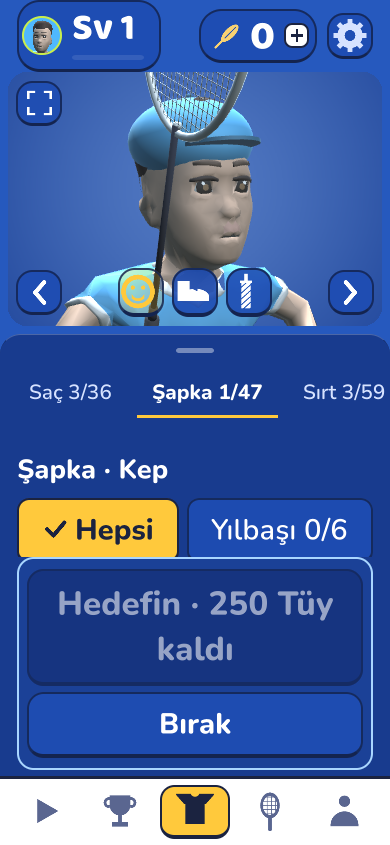 Sv 1
0
Saç 3/36
Şapka 1/47
Sırt 3/59
Şapka · Kep
Hepsi
Yılbaşı 0/6
Hedefin · 250 Tüy
kaldı
Bırak